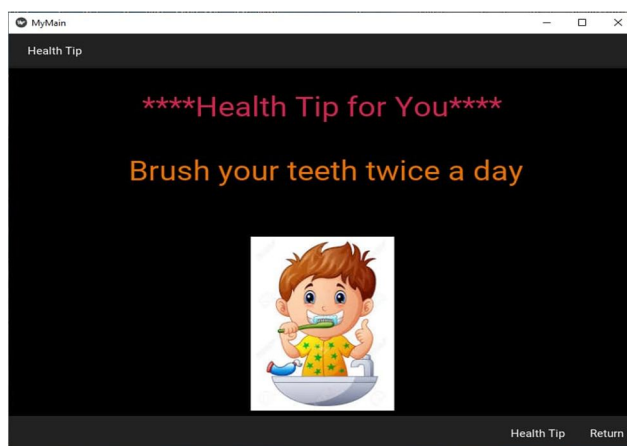 MyMain
Health Tip
****Health Tip for You****
Brush your teeth twice a day
Health Tip Return